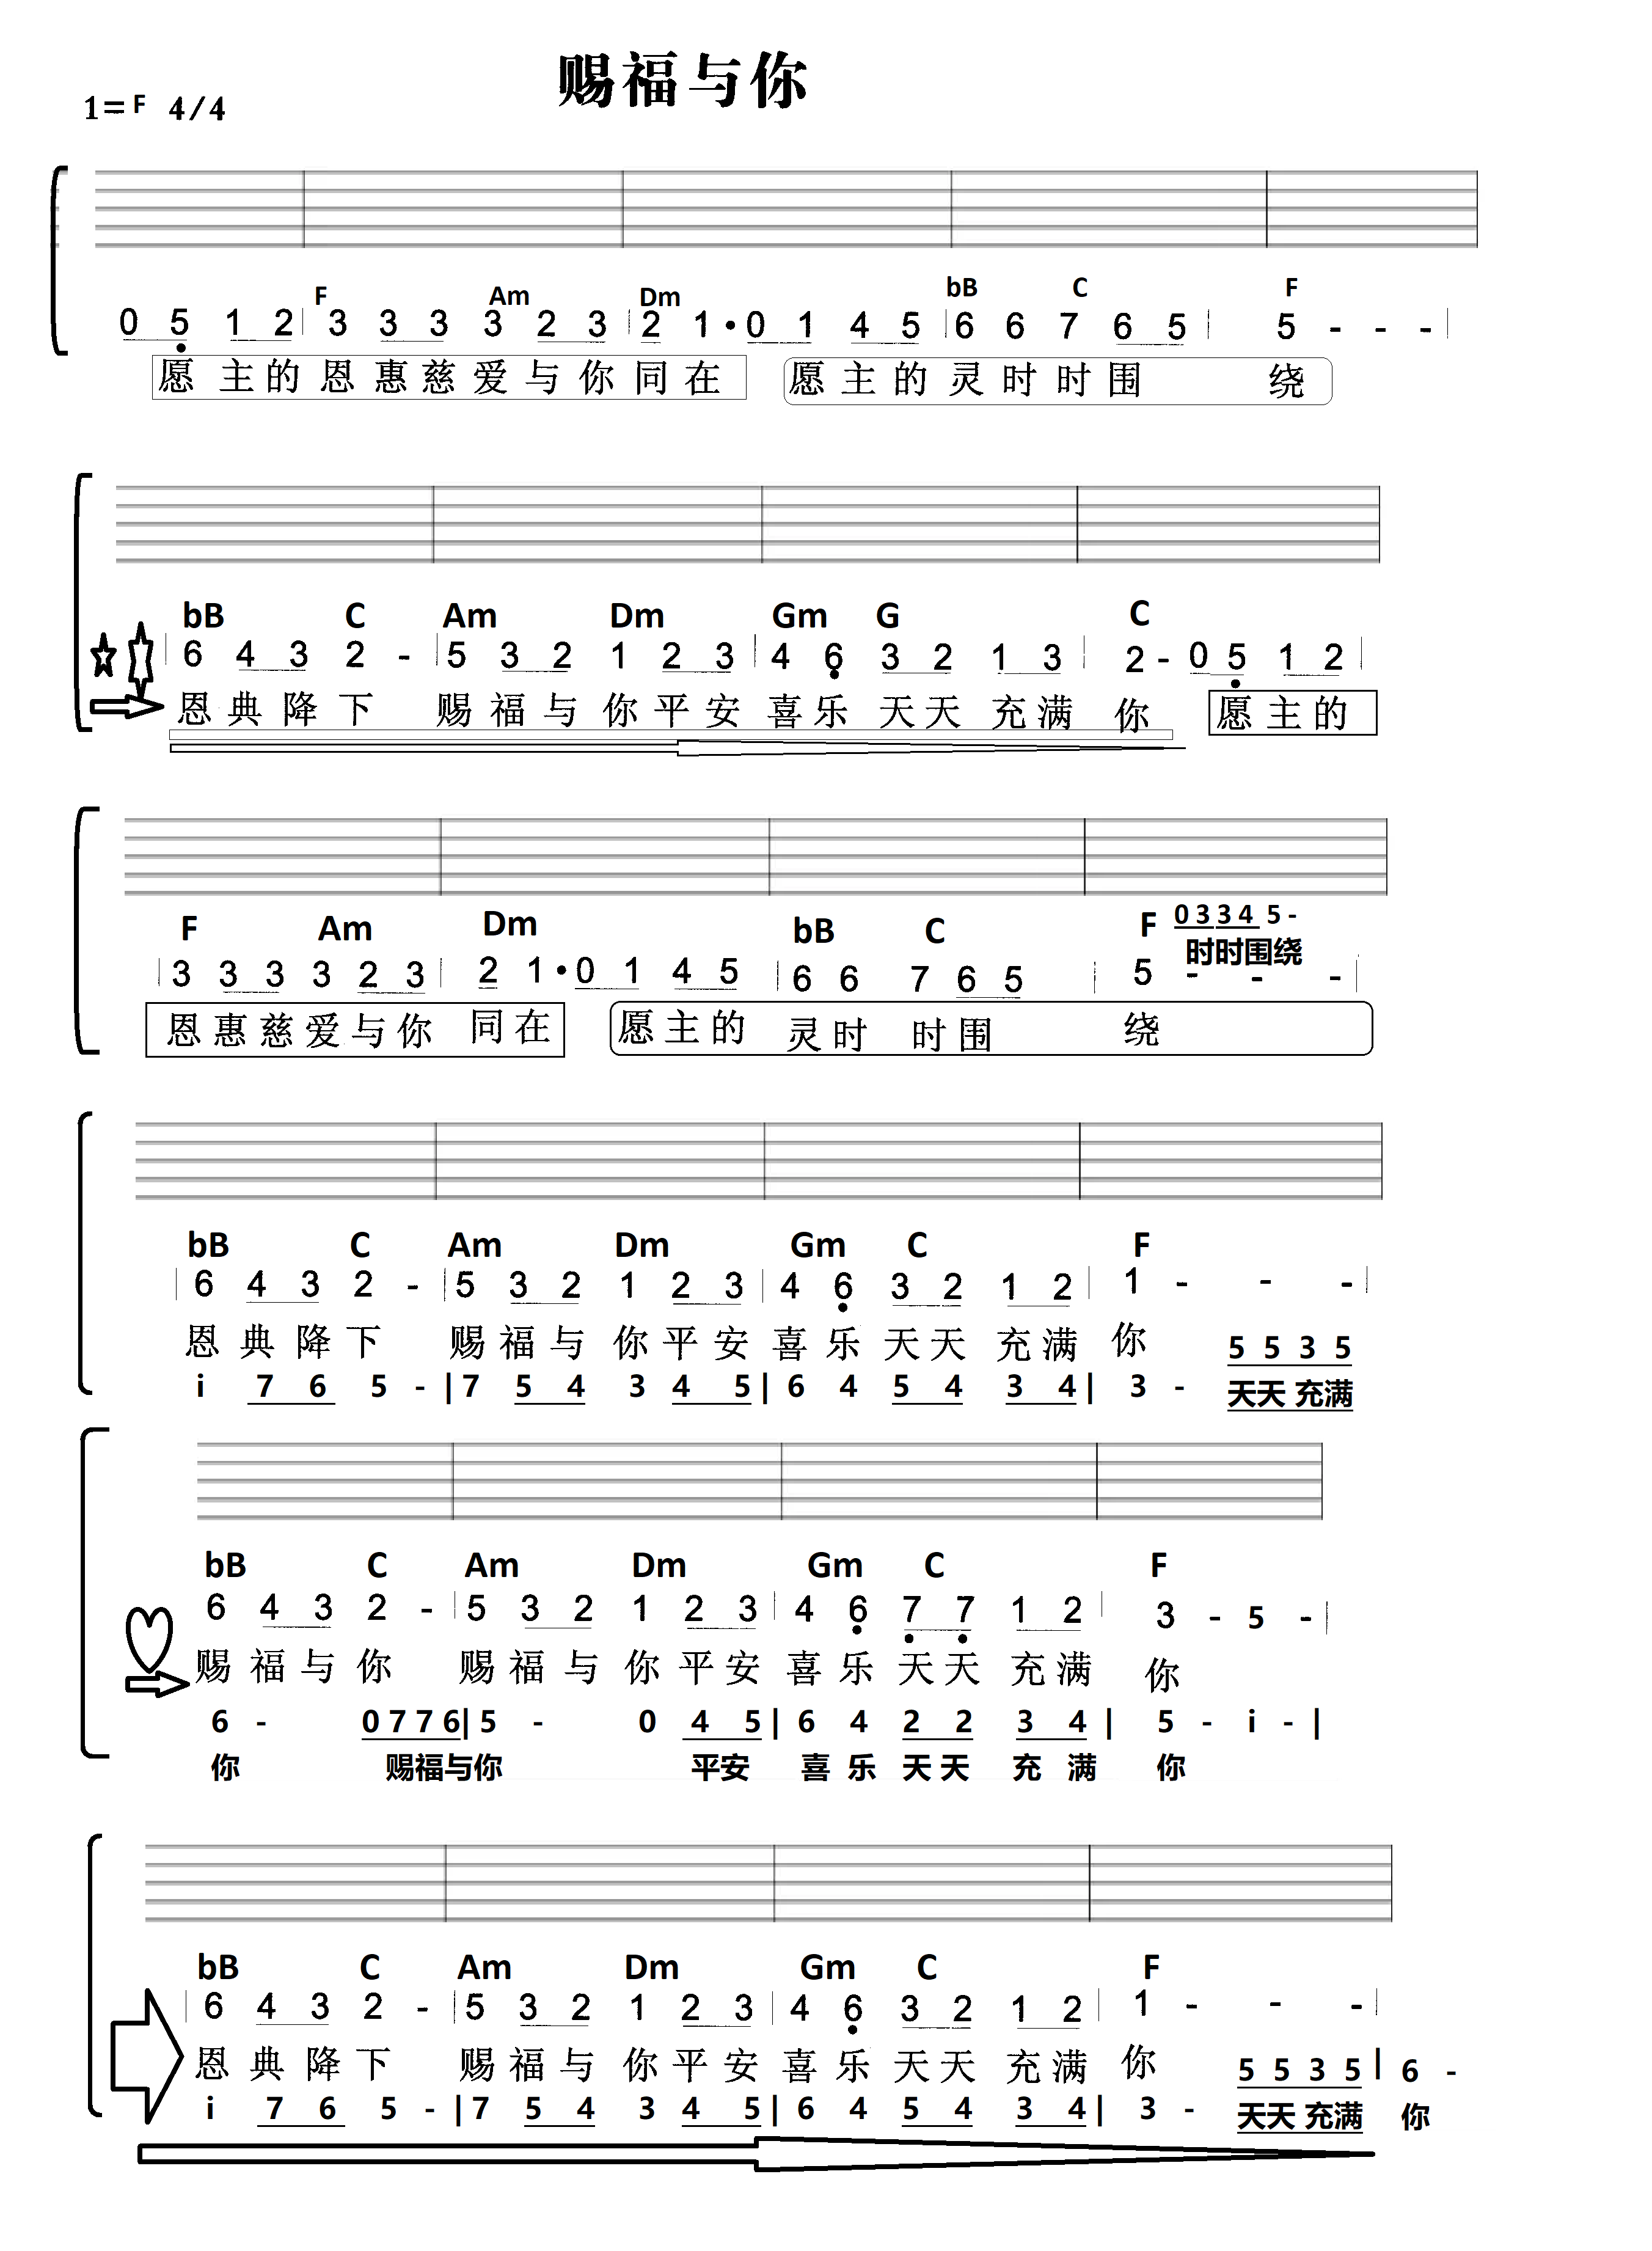 赐福与你
1=F 4/4
F Am Dm bB C F
0 5 1 2 | 3 3 3 3 2 3 | 2 1 · 0 1 4 5 | 6 6 7 6 5 | 5 - - - |
愿主的恩惠慈爱与你同在 愿主的灵时时围 绕
bB C Am Dm Gm G C
| 6 4 3 2 - | 5 3 2 1 2 3 | 4 6 3 2 1 3 | 2 - 0 5 1 2 |
恩典降下 赐福与你平安喜乐天天充满你 愿主的
F Am Dm bB C F 0 3 3 4 5 -
时时围绕
| 3 3 3 3 2 3 | 2 1 · 0 1 4 5 | 6 6 7 6 5 | 5 - - - |
恩惠慈爱与你 同在 愿主的 灵时 时围 绕
bB C Am Dm Gm C F
| 6 4 3 2 - | 5 3 2 1 2 3 | 4 6 3 2 1 2 | 1 - - - |
恩典降下 赐福与你平安喜乐天天充满 你 5 5 3 5
i 7 6 5 - | 7 5 4 3 4 5 | 6 4 5 4 3 4 | 3 - 天天 充满
bB C Am Dm Gm C F
6 4 3 2 - | 5 3 2 1 2 3 | 4 6 7 7 1 2 | 3 - 5 - |
赐福与你 赐福与你平安喜乐天天充满 你
6 - 0 7 7 6 | 5 - 0 4 5 | 6 4 2 2 3 4 | 5 - i - |
你 赐福与你 平安 喜 乐 天 天 充 满 你
bB C Am Dm Gm C F
| 6 4 3 2 - | 5 3 2 1 2 3 | 4 6 3 2 1 2 | 1 - - - |
恩典降下 赐福与你平安喜乐天天充满 你 5 5 3 5 | 6 -
i 7 6 5 - | 7 5 4 3 4 5 | 6 4 5 4 3 4 | 3 - 天天 充满 你